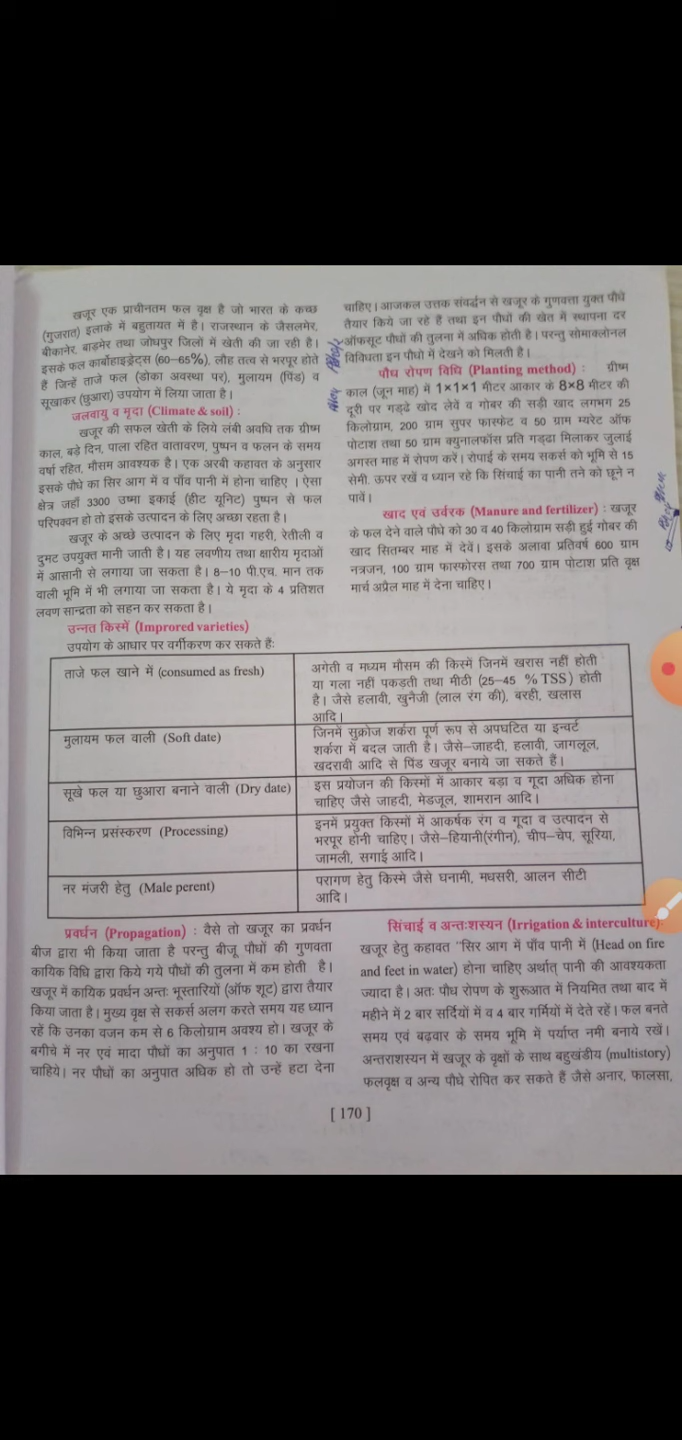 खजूर एक प्राचीनतम फल वृक्ष है जो भारत के कच्छ
(गुजरात) इलाके में बहुतायत में है। राजस्थान के जैसलमेर,
बीकानेर, बाड़मेर तथा जोधपुर जिलों में खेती की जा रही है।
इसके फल कार्बोहाइड्रेट्स (60–65%), लौह तत्व से भरपूर होते
हैं जिन्हें ताजे फल (डोका अवस्था पर), मुलायम (पिंड) व
सूखाकर (छुआरा) उपयोग में लिया जाता है।
जलवायु व मृदा (Climate & soil) :
खजूर की सफल खेती के लिये लंबी अवधि तक ग्रीष्म
काल, बड़े दिन, पाला रहित वातावरण, पुष्पन व फलन के समय
वर्षा रहित, मौसम आवश्यक है। एक अरबी कहावत के अनुसार
इसके पौधे का सिर आग में व पाँव पानी में होना चाहिए । ऐसा
क्षेत्र जहाँ 3300 उष्मा इकाई (हीट यूनिट) पुष्पन से फल
परिपक्वन हो तो इसके उत्पादन के लिए अच्छा रहता है।
खजूर के अच्छे उत्पादन के लिए मृदा गहरी, रेतीली व
दुमट उपयुक्त मानी जाती है। यह लवणीय तथा क्षारीय मृदाओं
में आसानी से लगाया जा सकता है। 8–10 पी.एच. मान तक
वाली भूमि में भी लगाया जा सकता है। ये मृदा के 4 प्रतिशत
लवण सान्द्रता को सहन कर सकता है।
चाहिए। आजकल उत्तक संवर्द्धन से खजूर के गुणवत्ता युक्त पौधे
तैयार किये जा रहे हैं तथा इन पौधों की खेत में स्थापना दर
ऑफसूट पौधों की तुलना में अधिक होती है। परन्तु सोमाक्लोनल
विविधता इन पौधो में देखने को मिलती है।
पौध रोपण विधि (Planting method) : ग्रीष्म
काल (जून माह) में 1×1×1 मीटर आकार के 8×8 मीटर की
दूरी पर गड्ढे खोद लेवें व गोबर की सड़ी खाद लगभग 25
किलोग्राम, 200 ग्राम सुपर फास्फेट व 50 ग्राम म्यरेट ऑफ
पोटाश तथा 50 ग्राम क्युनालफॉस प्रति गड्ढा मिलाकर जुलाई
अगस्त माह में रोपण करें। रोपाई के समय सकर्स को भूमि से 15
सेमी. ऊपर रखें व ध्यान रहे कि सिंचाई का पानी तने को छूने न
पावें।
खाद एवं उर्वरक (Manure and fertilizer) : खजूर
के फल देने वाले पौधे को 30 व 40 किलोग्राम सड़ी हुई गोबर की
खाद सितम्बर माह में देवें। इसके अलावा प्रतिवर्ष 600 ग्राम
नत्रजन, 100 ग्राम फारफोरस तथा 700 ग्राम पोटाश प्रति वृक्ष
मार्च अप्रैल माह में देना चाहिए।
उन्नत किस्में (Improred varieties)
उपयोग के आधार पर वर्गीकरण कर सकते हैः
ताजे फल खाने में (consumed as fresh)
अगेती व मध्यम मौसम की किस्में जिनमें खरास नहीं होती
या गला नहीं पकड़ती तथा मीठी (25–45 % TSS) होती
है। जैसे हलावी, खुनैजी (लाल रंग की), बरही, खलास
आदि।
मुलायम फल वाली (Soft date)
जिनमें सुक्रोज शर्करा पूर्ण रूप से अपघटित या इन्वर्ट
शर्करा में बदल जाती है। जैसे–जाहदी, हलावी, जागलूल,
खदरावी आदि से पिंड खजूर बनाये जा सकते हैं।
सूखे फल या छुआरा बनाने वाली (Dry date)
इस प्रयोजन की किस्मों में आकार बड़ा व गूदा अधिक होना
चाहिए जैसे जाहदी, मेडजूल, शामरान आदि।
विभिन्न प्रसंस्करण (Processing)
इनमें प्रयुक्त किस्मों में आकर्षक रंग व गूदा व उत्पादन से
भरपूर होनी चाहिए। जैसे–हियानी(रंगीन), चीप–चेप, सूरिया,
जामली, सगाई आदि।
नर मंजरी हेतु (Male perent)
परागण हेतु किस्मे जैसे घनामी, मधसरी, आलन सीटी
आदि।
प्रवर्धन (Propagation) : वैसे तो खजूर का प्रवर्धन
बीज द्वारा भी किया जाता है परन्तु बीजू पौधों की गुणवता
कायिक विधि द्वारा किये गये पौधों की तुलना में कम होती है।
खजूर में कायिक प्रवर्धन अन्तः भूस्तारियों (ऑफ शूट) द्वारा तैयार
किया जाता है। मुख्य वृक्ष से सकर्स अलग करते समय यह ध्यान
रहें कि उनका वजन कम से 6 किलोग्राम अवश्य हो। खजूर के
बगीचे में नर एवं मादा पौधों का अनुपात 1 : 10 का रखना
चाहिये। नर पौधों का अनुपात अधिक हो तो उन्हें हटा देना
सिंचाई व अन्तःशस्यन (Irrigation & interculture):
खजूर हेतु कहावत "सिर आग में पाँव पानी में (Head on fire
and feet in water) होना चाहिए अर्थात् पानी की आवश्यकता
ज्यादा है। अतः पौध रोपण के शुरूआत में नियमित तथा बाद में
महीने में 2 बार सर्दियों में व 4 बार गर्मियों में देते रहें। फल बनते
समय एवं बढ़वार के समय भूमि में पर्याप्त नमी बनाये रखें।
अन्तराशस्यन में खजूर के वृक्षों के साथ बहुखंडीय (multistory)
फलवृक्ष व अन्य पौधे रोपित कर सकते हैं जैसे अनार, फालसा,
[ 170 ]